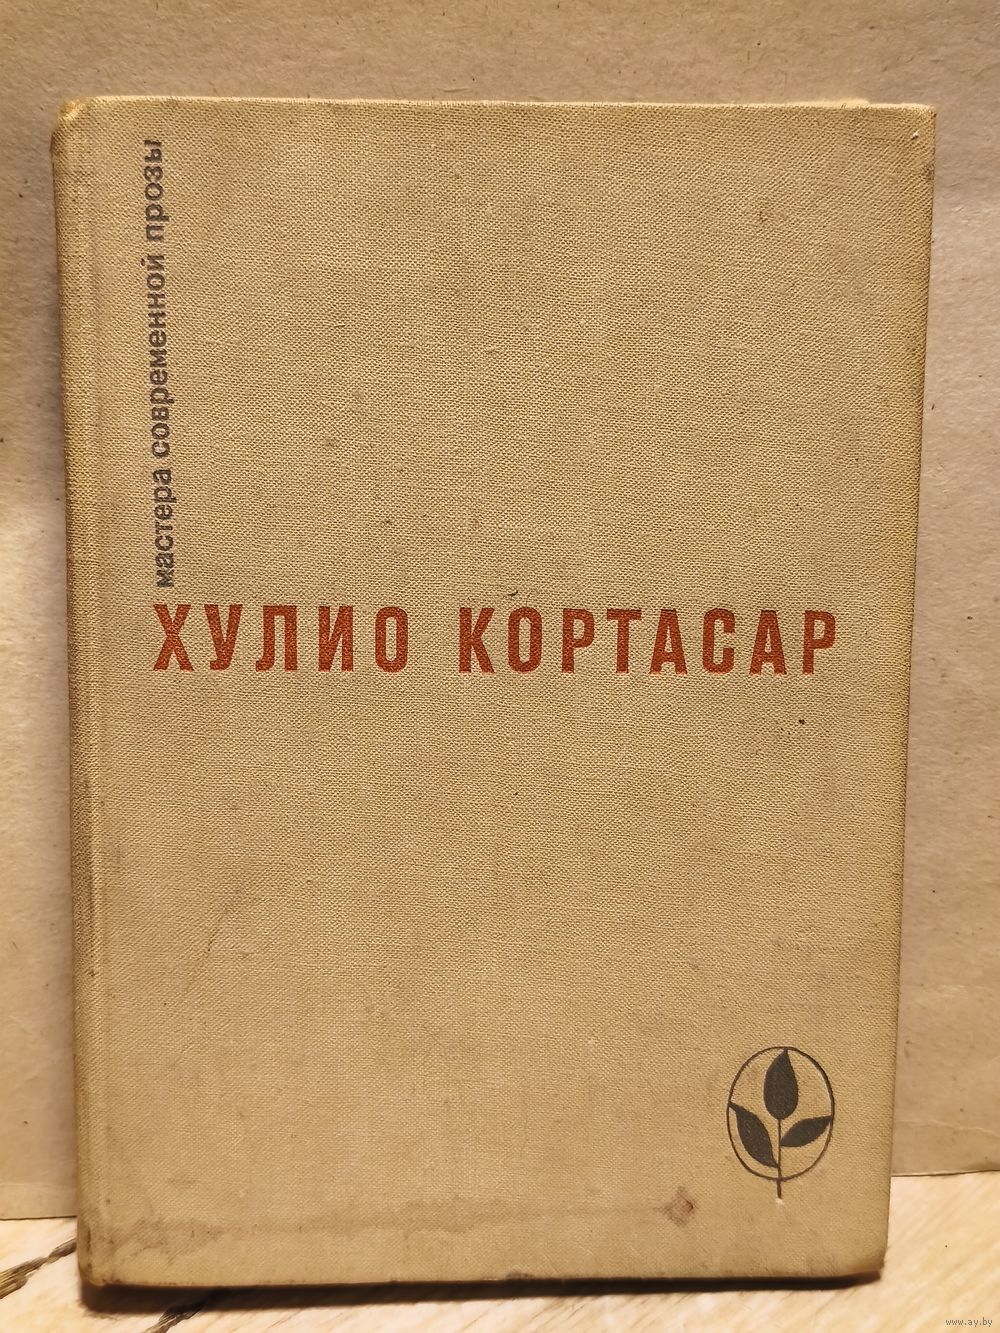 мастера современной прозы
ХУЛИО КОРТАСАР
www.ay.by